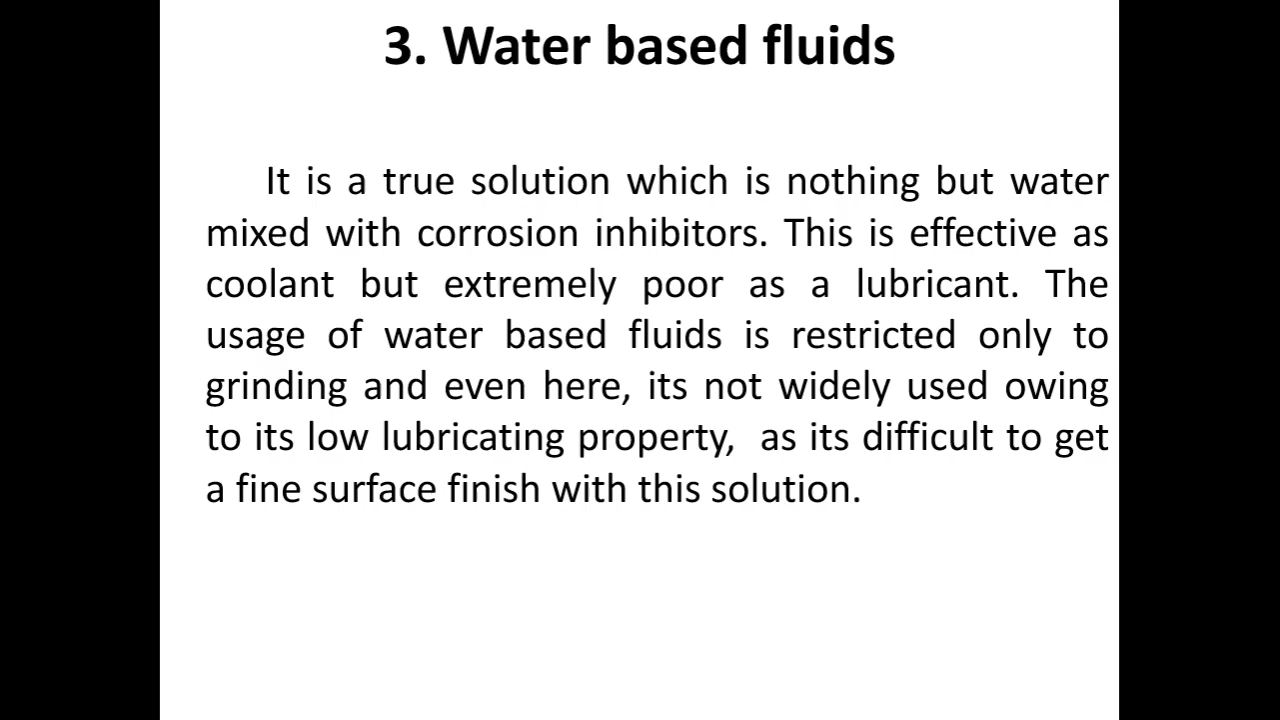 3. Water based fluids
It is a true solution which is nothing but water
mixed with corrosion inhibitors. This is effective as
coolant but extremely poor as a lubricant. The
usage of water based fluids is restricted only to
grinding and even here, its not widely used owing
to its low lubricating property,  as its difficult to get
a fine surface finish with this solution.